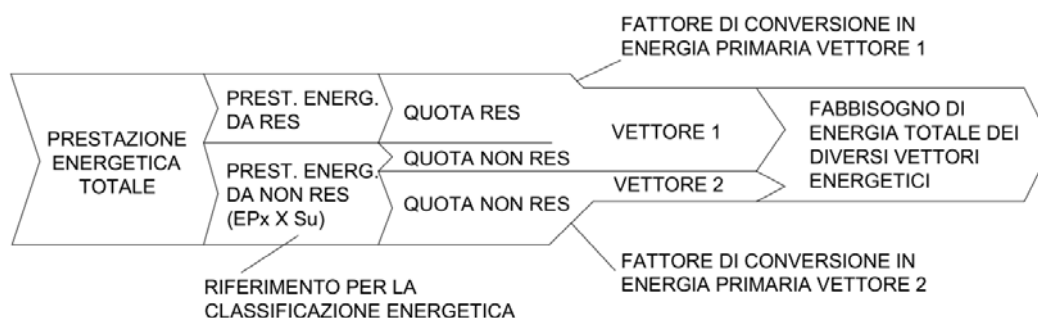 FATTORE DI CONVERSIONE IN
ENERGIA PRIMARIA VETTORE 1
PRESTAZIONE
ENERGETICA
TOTALE
PREST. ENERG.
DA RES
PREST. ENERG.
DA NON RES
(EPx X Su)
QUOTA RES
QUOTA NON RES
QUOTA NON RES
VETTORE 1
VETTORE 2
FABBISOGNO DI
ENERGIA TOTALE DEI
DIVERSI VETTORI
ENERGETICI
RIFERIMENTO PER LA
CLASSIFICAZIONE ENERGETICA
FATTORE DI CONVERSIONE IN
ENERGIA PRIMARIA VETTORE 2